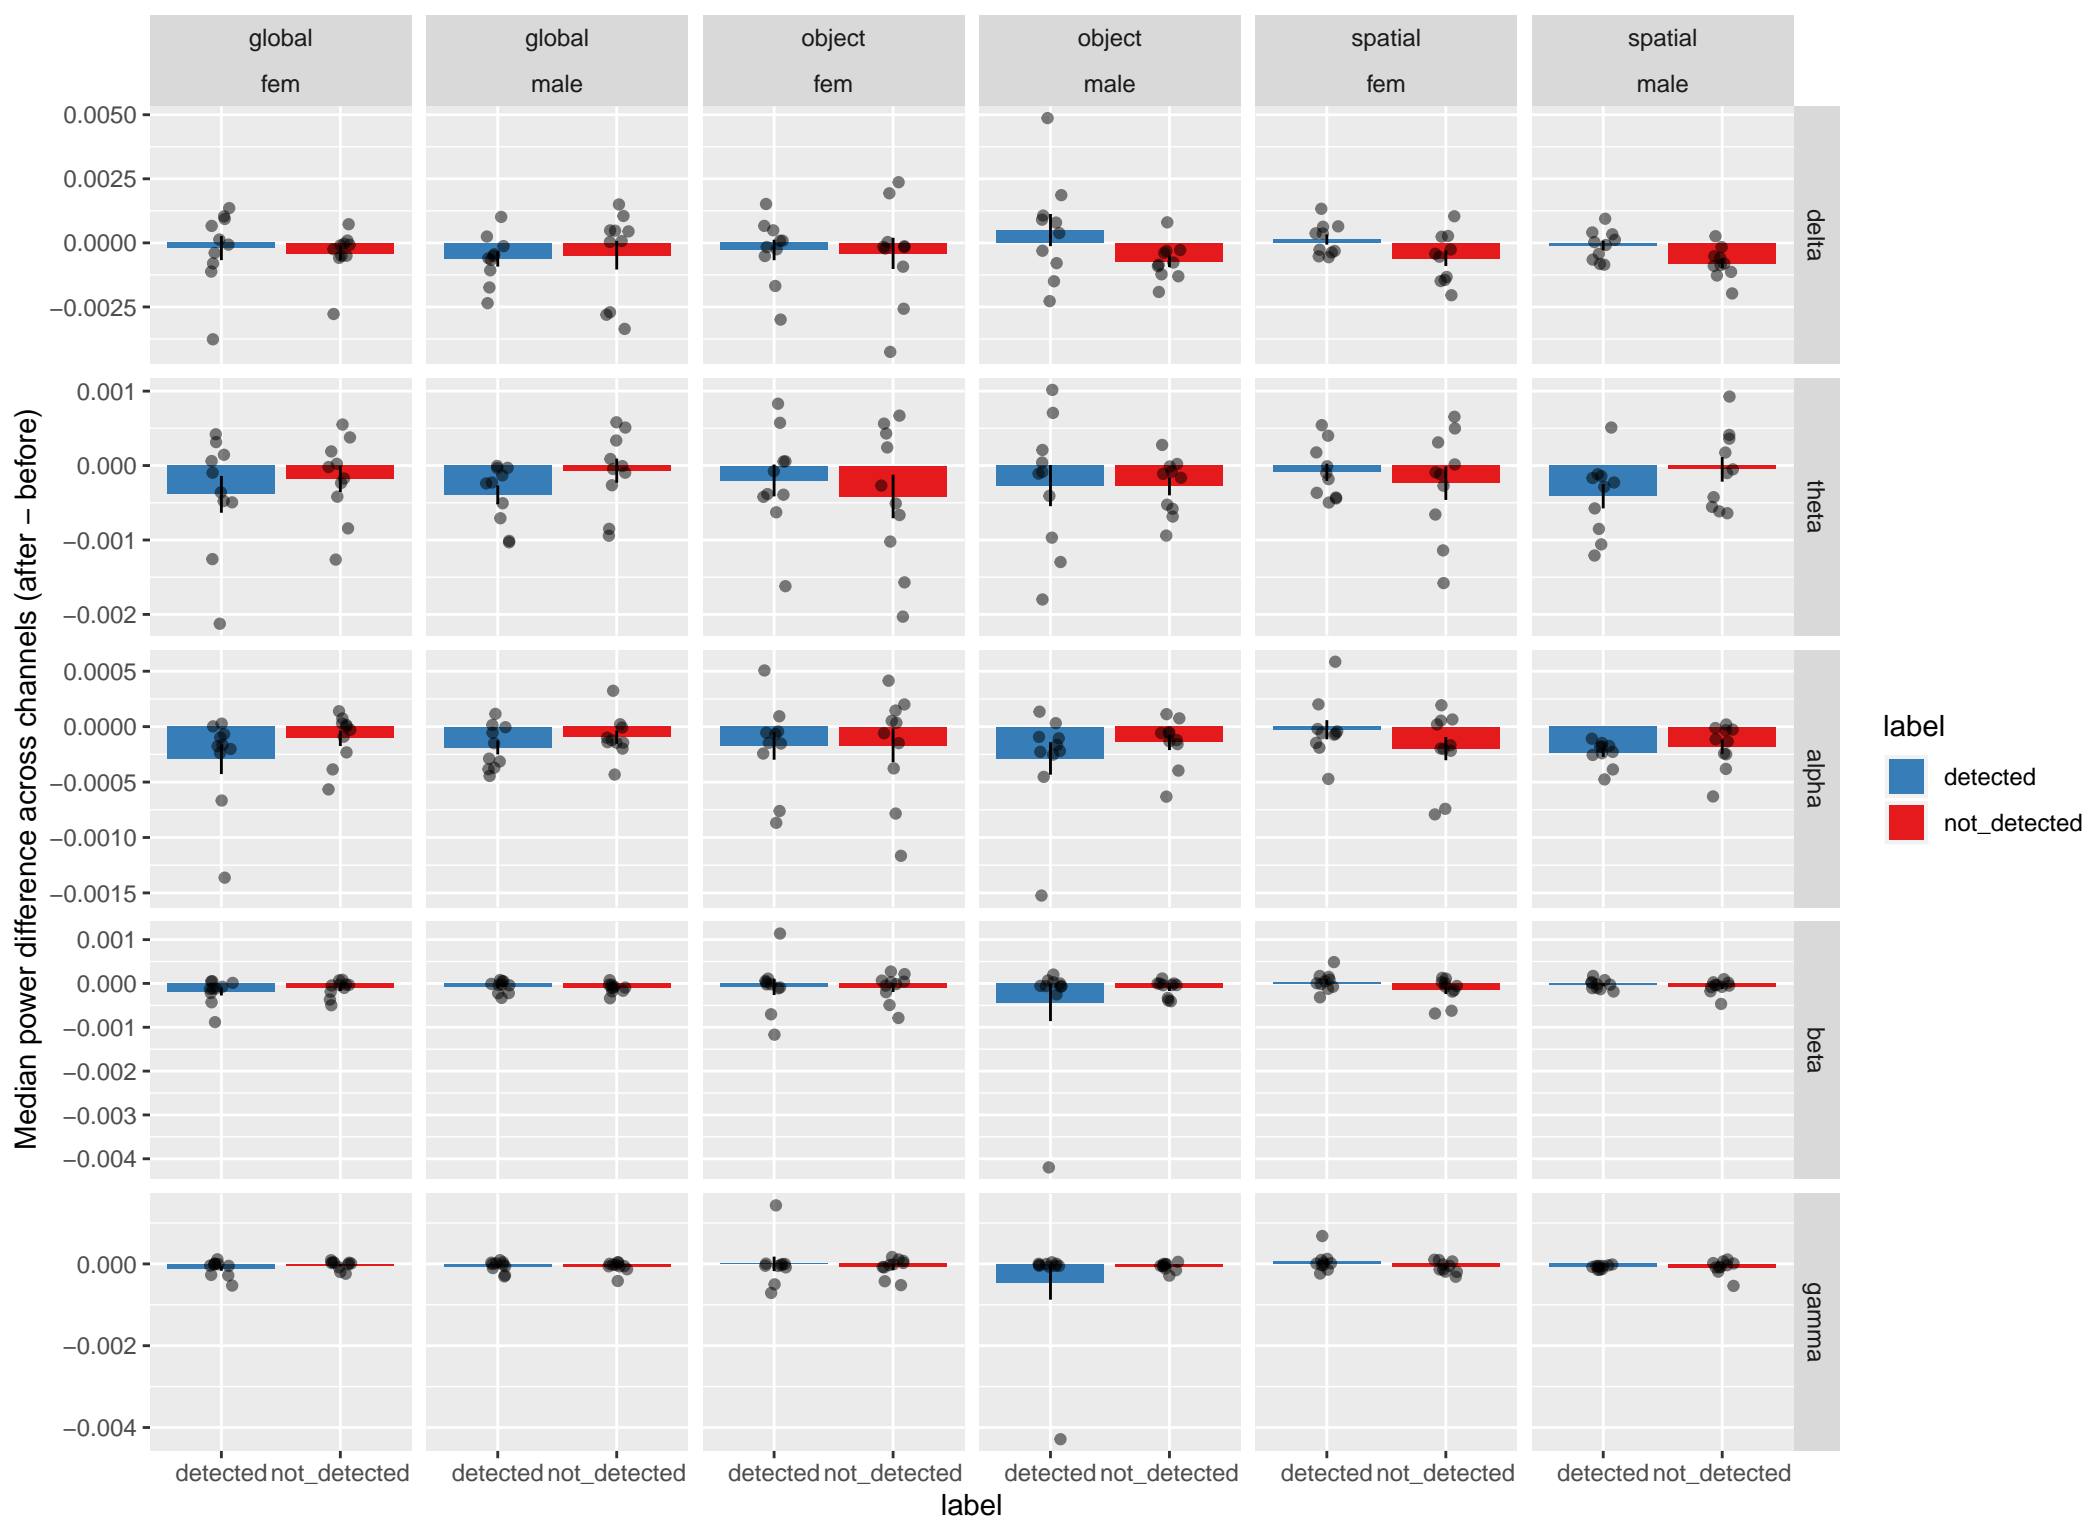 global global object object spatial spatial
fem male fem male fem male
0.0050
0.0025
0.0000
−0.0025
delta
0.001
0.000
−0.001
−0.002
theta
0.0005
0.0000
−0.0005
−0.0010
−0.0015
alpha
0.001
0.000
−0.001
−0.002
−0.003
−0.004
beta
0.000
−0.002
−0.004
gamma
Median power difference across channels (after − before)
detected not_detected detected not_detected detected not_detected detected not_detected detected not_detected detected not_detected
label
label
detected
not_detected